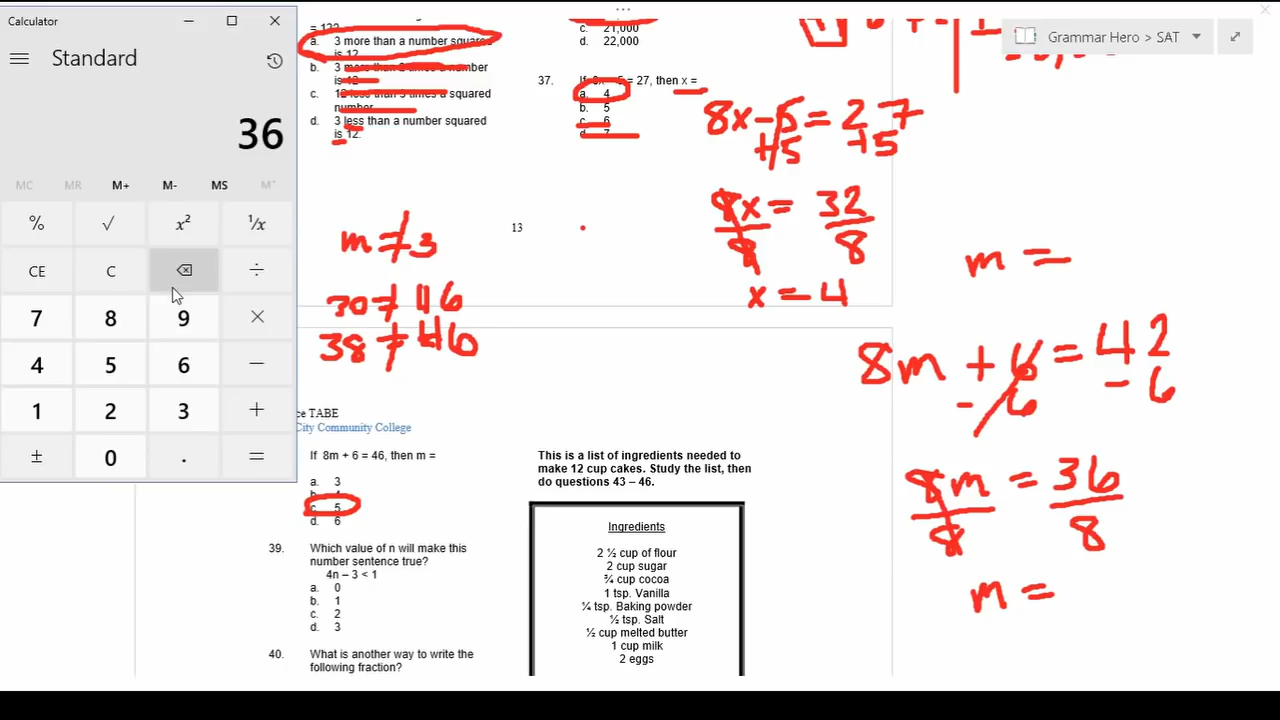 Calculator
Standard
36
MC MR M+ M- MS
% √ x² ¹/x
CE C ÷
7 8 9 ×
4 5 6 −
1 2 3 +
± 0 . =
a. 3 more than a number squared
is 12
b. 3 more than 2 times a number
is 12
c. 12 less than 3 times a squared
number
d. 3 less than a number squared
is 12.
m ≠ 3
30 ≠ 46
38 ≠ 46
c. 21,000
d. 22,000
37. If 8x - 5 = 27, then x =
a. 4
b. 5
c. 6
d. 7
13
8x - 5 = 27
+5 +5
8x = 32
8 8
x = 4
Grammar Hero > SAT
m =
8m + 6 = 42
- 6 - 6
8m = 36
8 8
m =
TABE
City Community College
If 8m + 6 = 46, then m =
a. 3
b. 4
c. 5
d. 6
39. Which value of n will make this
number sentence true?
4n – 3 < 1
a. 0
b. 1
c. 2
d. 3
40. What is another way to write the
following fraction?
This is a list of ingredients needed to
make 12 cup cakes. Study the list, then
do questions 43 – 46.
Ingredients
2 ½ cup of flour
2 cup sugar
¾ cup cocoa
1 tsp. Vanilla
¼ tsp. Baking powder
½ tsp. Salt
½ cup melted butter
1 cup milk
2 eggs